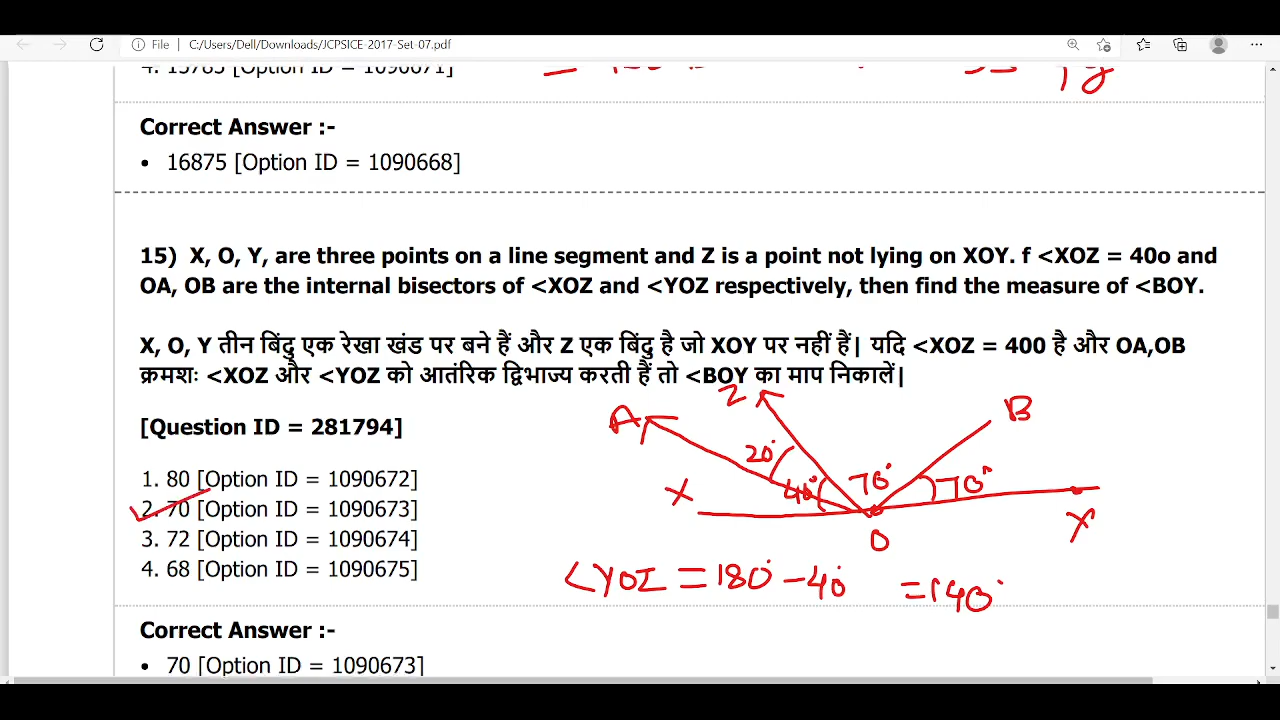 File C:/Users/Dell/Downloads/JCPSICE-2017-Set-07.pdf
4. 15785 [Option ID = 1090671]
Correct Answer :-
• 16875 [Option ID = 1090668]
15) X, O, Y, are three points on a line segment and Z is a point not lying on XOY. f <XOZ = 40o and
OA, OB are the internal bisectors of <XOZ and <YOZ respectively, then find the measure of <BOY.
X, O, Y तीन बिंदु एक रेखा खंड पर बने हैं और Z एक बिंदु है जो XOY पर नहीं हैं| यदि <XOZ = 400 है और OA,OB
क्रमशः <XOZ और <YOZ को आतंरिक द्विभाज्य करती हैं तो <BOY का माप निकालें|
Z
A
B
[Question ID = 281794]
20°
1. 80 [Option ID = 1090672]
40° 70° 70°
X
2. 70 [Option ID = 1090673]
Y
3. 72 [Option ID = 1090674]
O
4. 68 [Option ID = 1090675]
<YOZ = 180° - 40° = 140°
Correct Answer :-
• 70 [Option ID = 1090673]